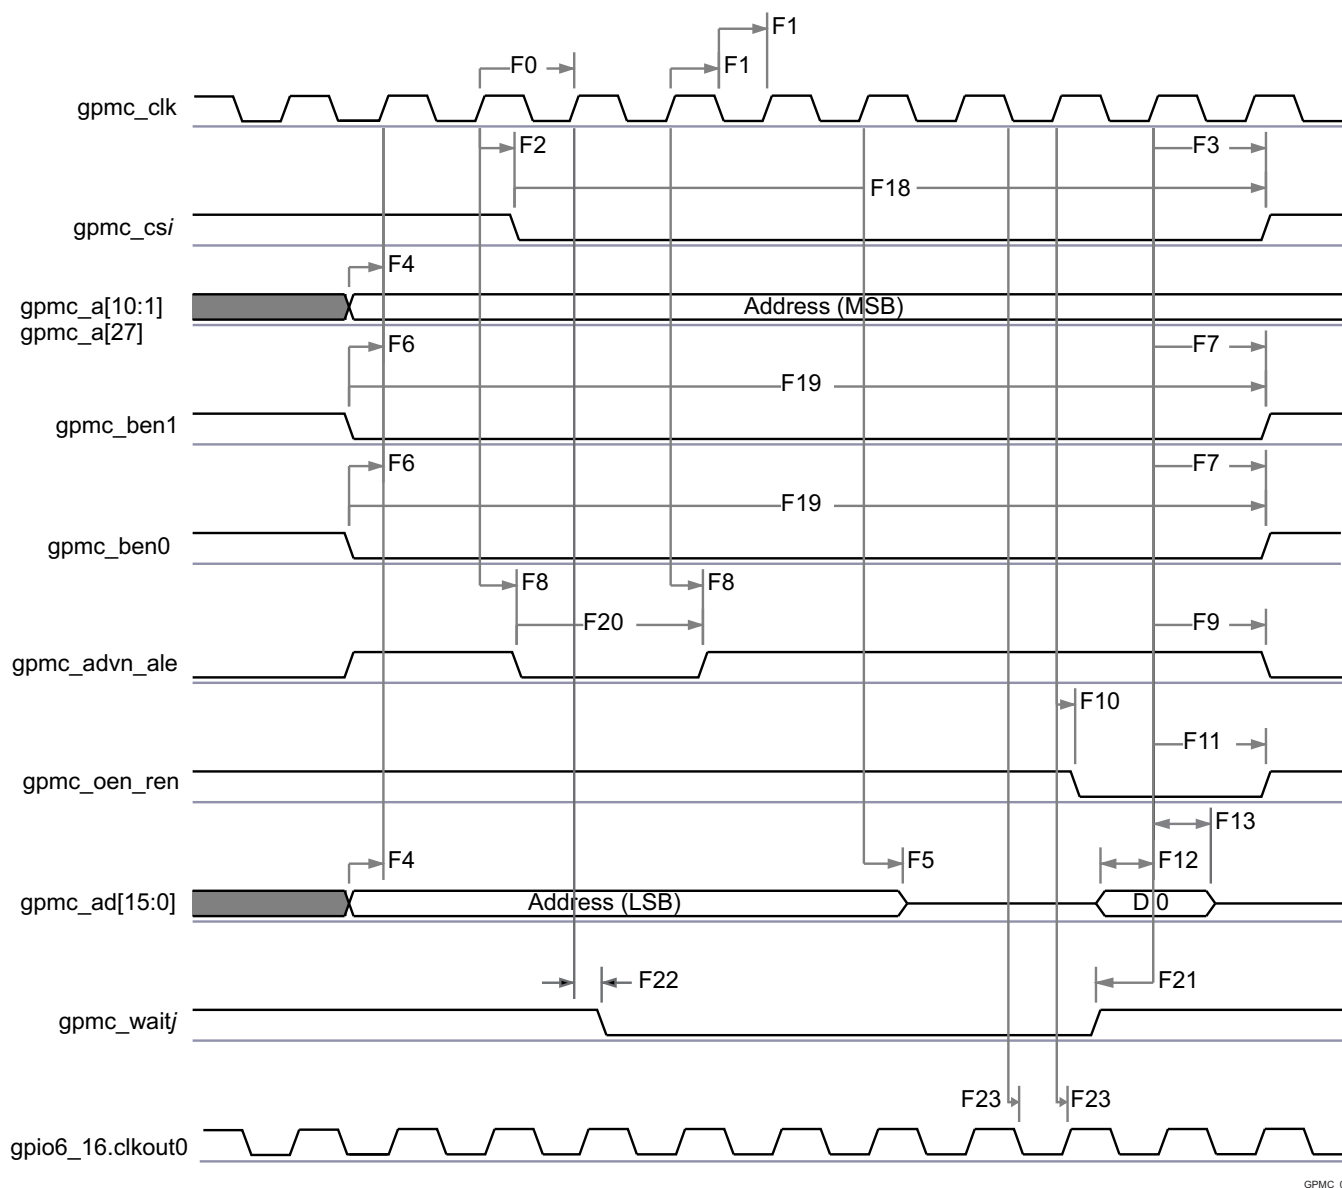 F1
F0 F1
gpmc_clk
F2 F3
F18
gpmc_csi
F4
gpmc_a[10:1] Address (MSB)
gpmc_a[27]
F6 F7
F19
gpmc_ben1
F6 F7
F19
gpmc_ben0
F8 F8
F20 F9
gpmc_advn_ale
F10
F11
gpmc_oen_ren
F13
F4 F5 F12
gpmc_ad[15:0] Address (LSB) D 0
F22 F21
gpmc_waitj
F23 F23
gpio6_16.clkout0